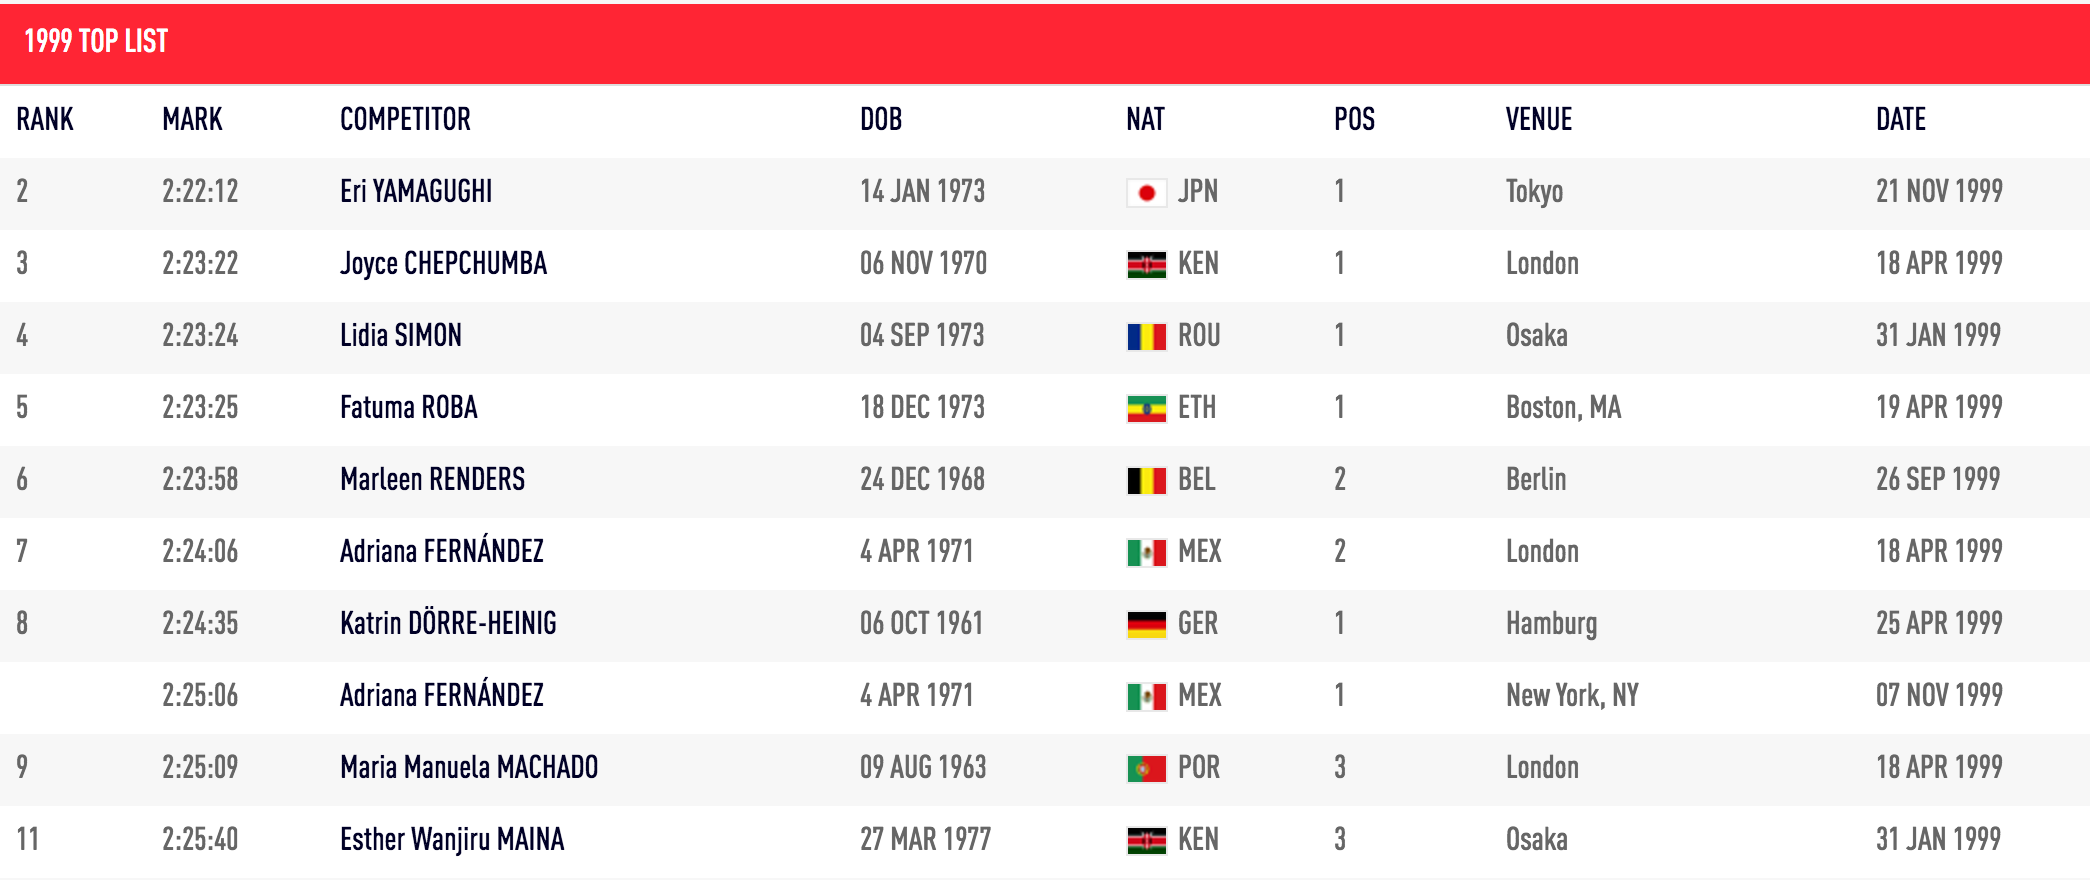 1999 TOP LIST
RANK MARK COMPETITOR DOB NAT POS VENUE DATE
2 2:22:12 Eri YAMAGUGHI 14 JAN 1973 JPN 1 Tokyo 21 NOV 1999
3 2:23:22 Joyce CHEPCHUMBA 06 NOV 1970 KEN 1 London 18 APR 1999
4 2:23:24 Lidia SIMON 04 SEP 1973 ROU 1 Osaka 31 JAN 1999
5 2:23:25 Fatuma ROBA 18 DEC 1973 ETH 1 Boston, MA 19 APR 1999
6 2:23:58 Marleen RENDERS 24 DEC 1968 BEL 2 Berlin 26 SEP 1999
7 2:24:06 Adriana FERNÁNDEZ 4 APR 1971 MEX 2 London 18 APR 1999
8 2:24:35 Katrin DÖRRE-HEINIG 06 OCT 1961 GER 1 Hamburg 25 APR 1999
2:25:06 Adriana FERNÁNDEZ 4 APR 1971 MEX 1 New York, NY 07 NOV 1999
9 2:25:09 Maria Manuela MACHADO 09 AUG 1963 POR 3 London 18 APR 1999
11 2:25:40 Esther Wanjiru MAINA 27 MAR 1977 KEN 3 Osaka 31 JAN 1999